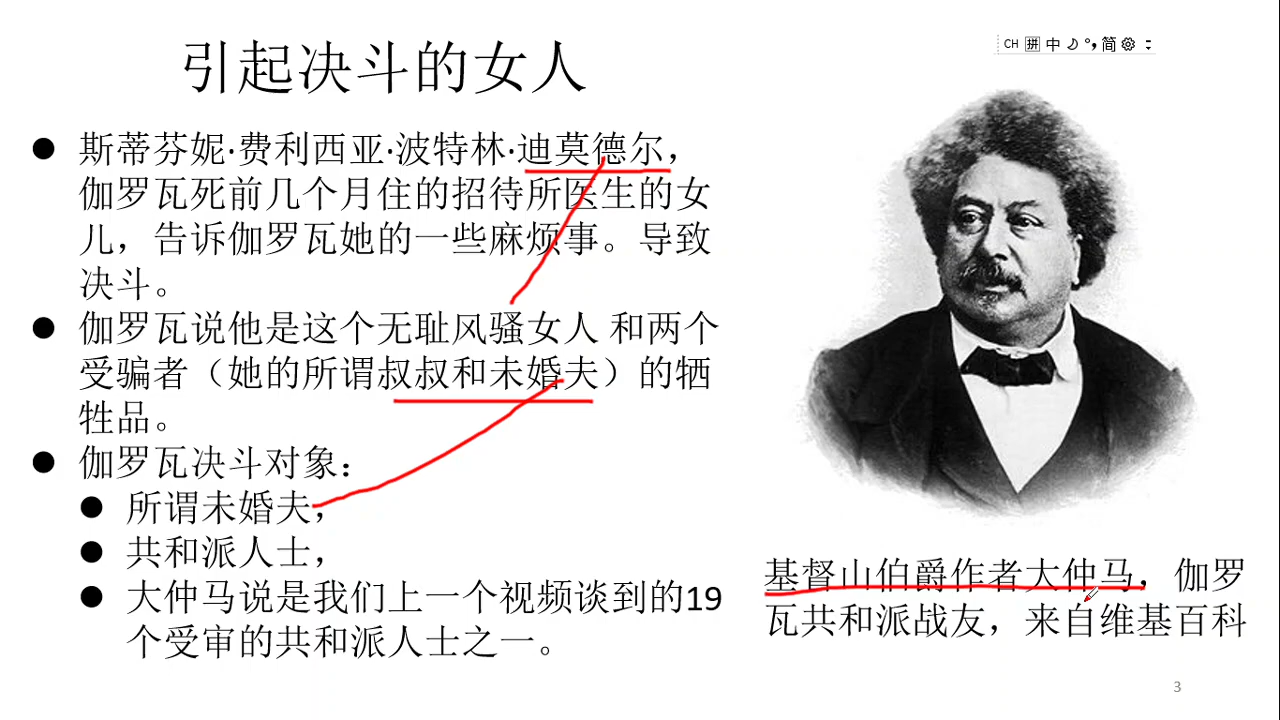 引起决斗的女人
CH 拼 中 简
● 斯蒂芬妮·费利西亚·波特林·迪莫德尔，
伽罗瓦死前几个月住的招待所医生的女
儿，告诉伽罗瓦她的一些麻烦事。导致
决斗。
● 伽罗瓦说他是这个无耻风骚女人 和两个
受骗者（她的所谓叔叔和未婚夫）的牺
牲品。
● 伽罗瓦决斗对象：
● 所谓未婚夫，
● 共和派人士，
● 大仲马说是我们上一个视频谈到的19
个受审的共和派人士之一。
基督山伯爵作者大仲马，伽罗
瓦共和派战友，来自维基百科
3